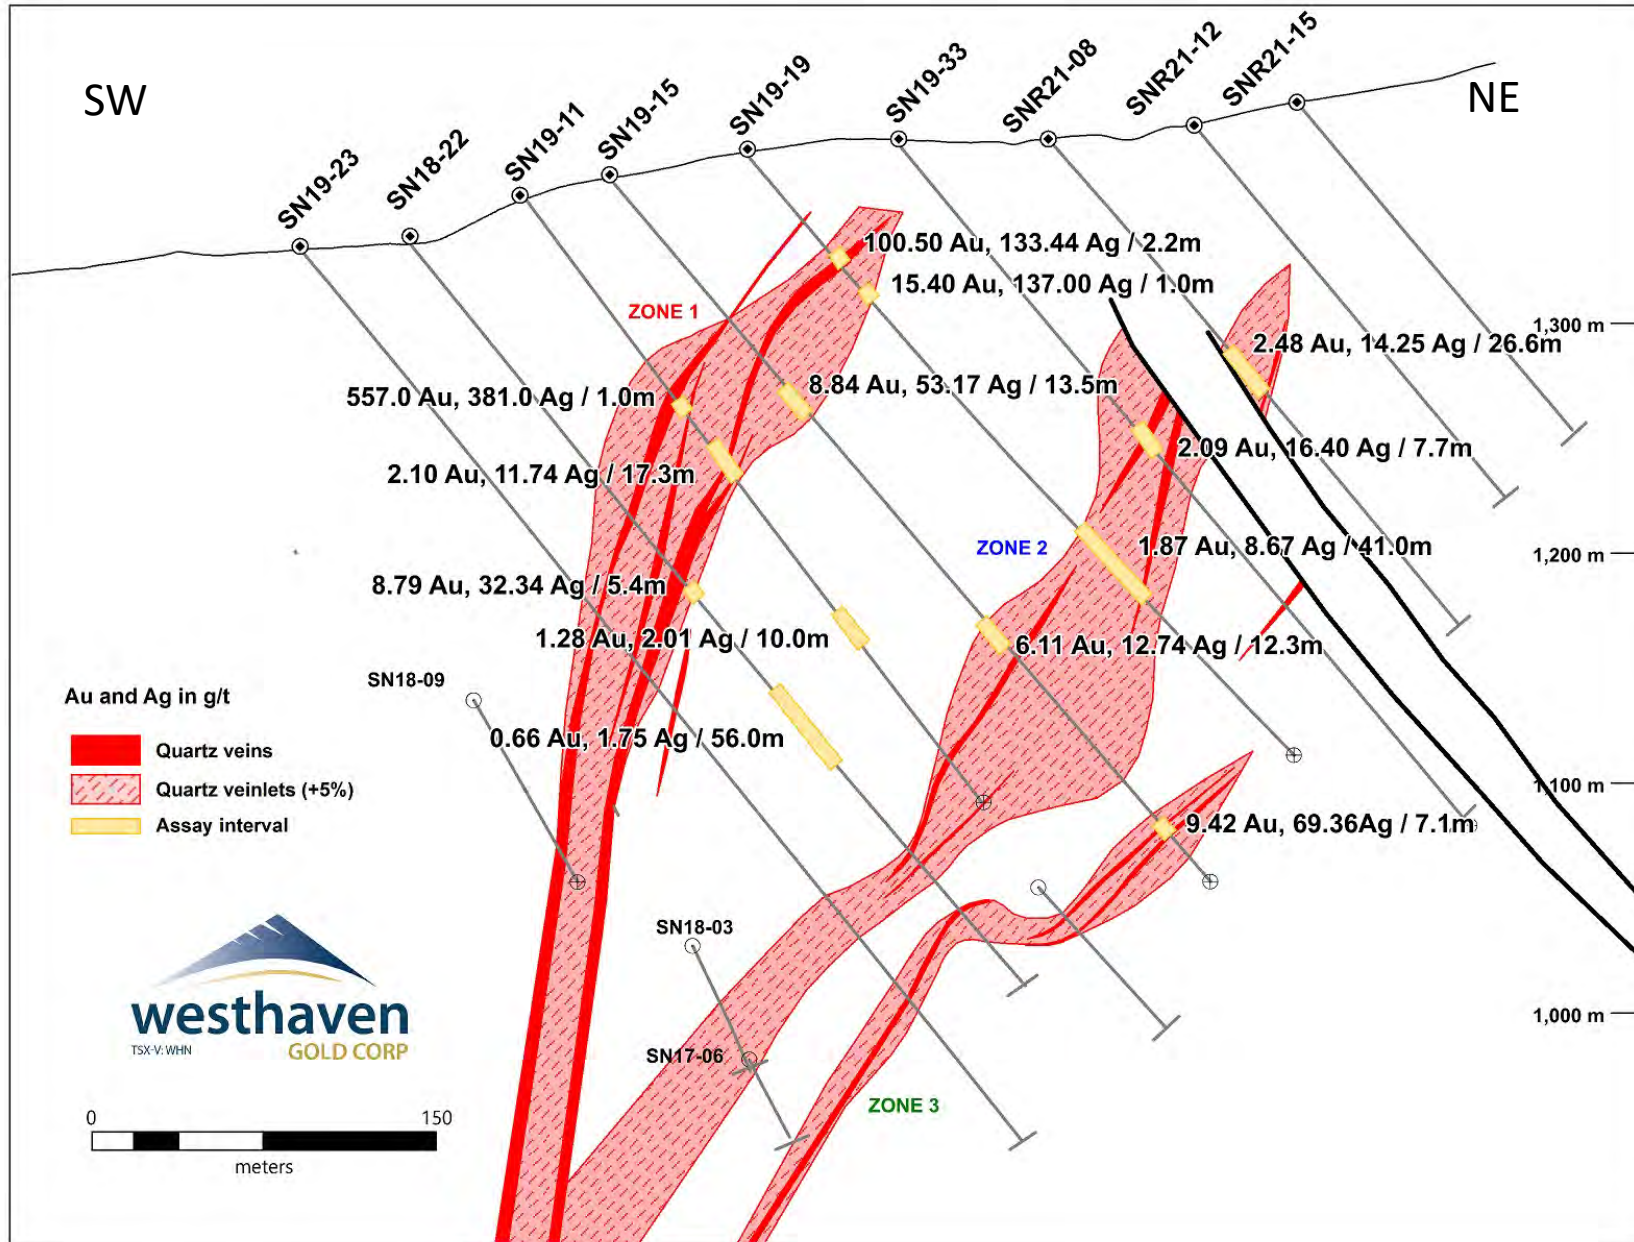 SW
NE
SN19-23
SN18-22
SN19-11
SN19-15
SN19-19
SN19-33
SNR21-08
SNR21-12
SNR21-15
100.50 Au, 133.44 Ag / 2.2m
15.40 Au, 137.00 Ag / 1.0m
ZONE 1
1,300 m
2.48 Au, 14.25 Ag / 26.6m
557.0 Au, 381.0 Ag / 1.0m
8.84 Au, 53.17 Ag / 13.5m
2.09 Au, 16.40 Ag / 7.7m
2.10 Au, 11.74 Ag / 17.3m
ZONE 2
1.87 Au, 8.67 Ag / 41.0m
1,200 m
8.79 Au, 32.34 Ag / 5.4m
1.28 Au, 2.01 Ag / 10.0m
6.11 Au, 12.74 Ag / 12.3m
SN18-09
Au and Ag in g/t
0.66 Au, 1.75 Ag / 56.0m
Quartz veins
Quartz veinlets (+5%)
Assay interval
1,100 m
9.42 Au, 69.36Ag / 7.1m
SN18-03
westhaven
TSX-V: WHN
GOLD CORP
1,000 m
SN17-06
ZONE 3
0
150
meters